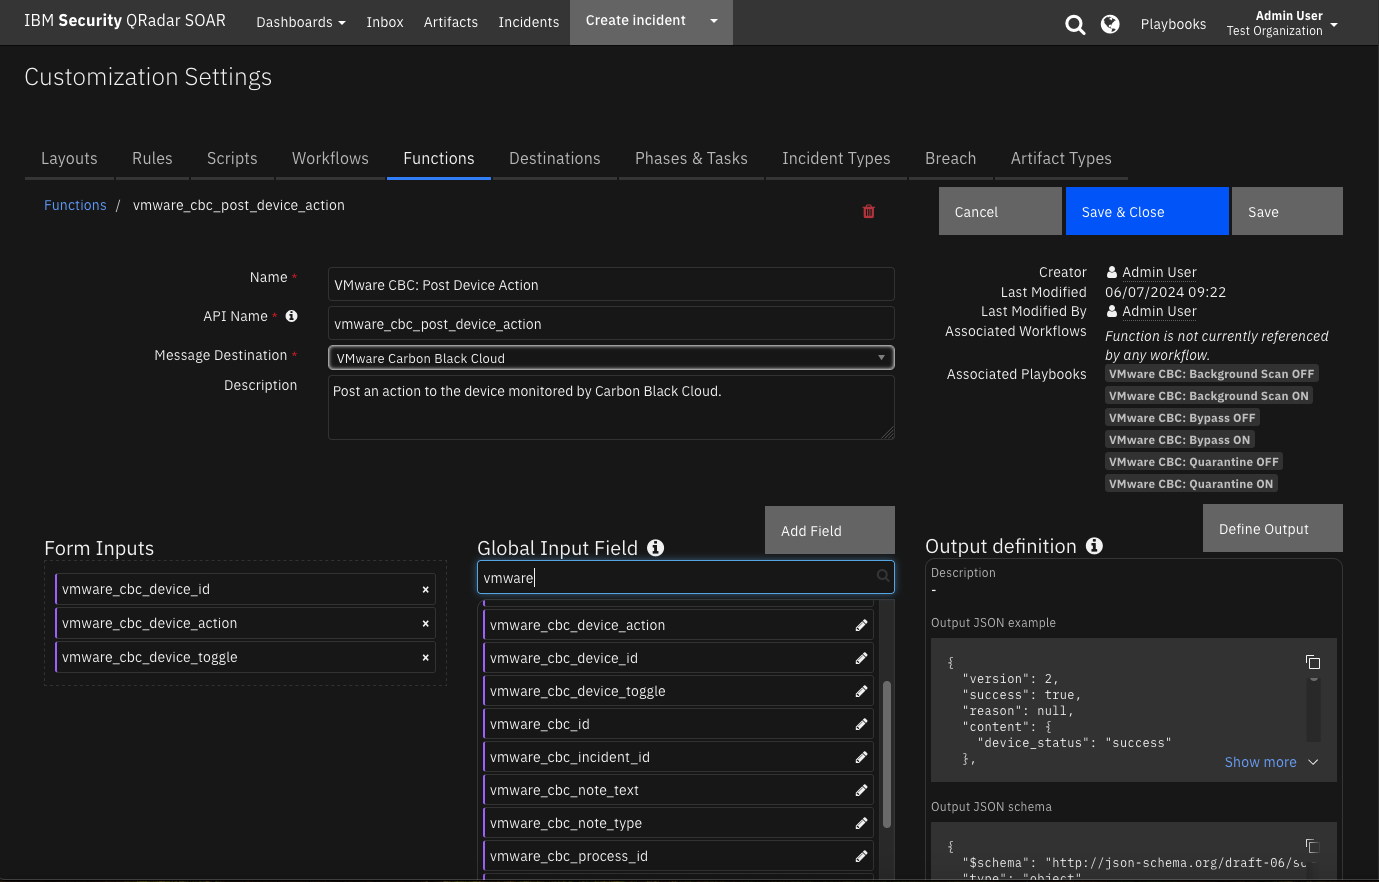 IBM Security QRadar SOAR
Dashboards
Inbox
Artifacts
Incidents
Create incident
Playbooks
Admin User
Test Organization
Customization Settings
Layouts
Rules
Scripts
Workflows
Functions
Destinations
Phases & Tasks
Incident Types
Breach
Artifact Types
Functions / vmware_cbc_post_device_action
Cancel
Save & Close
Save
Name *
VMware CBC: Post Device Action
API Name *
vmware_cbc_post_device_action
Message Destination *
VMware Carbon Black Cloud
Description
Post an action to the device monitored by Carbon Black Cloud.
Creator
Admin User
Last Modified
06/07/2024 09:22
Last Modified By
Admin User
Associated Workflows
Function is not currently referenced
by any workflow.
Associated Playbooks
VMware CBC: Background Scan OFF
VMware CBC: Background Scan ON
VMware CBC: Bypass OFF
VMware CBC: Bypass ON
VMware CBC: Quarantine OFF
VMware CBC: Quarantine ON
Form Inputs
vmware_cbc_device_id ×
vmware_cbc_device_action ×
vmware_cbc_device_toggle ×
Global Input Field
Add Field
vmware
vmware_cbc_device_action
vmware_cbc_device_id
vmware_cbc_device_toggle
vmware_cbc_id
vmware_cbc_incident_id
vmware_cbc_note_text
vmware_cbc_note_type
vmware_cbc_process_id
Output definition
Define Output
Description
-
Output JSON example
{
"version": 2,
"success": true,
"reason": null,
"content": {
"device_status": "success"
},
Show more
Output JSON schema
{
"$schema": "http://json-schema.org/draft-06/sc
"type": "object"